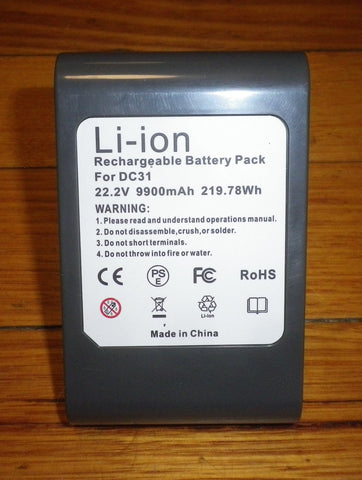 Li-ion
Rechargeable Battery Pack
For DC31
22.2V 9900mAh 219.78Wh
WARNING:
1. Please read and understand operations manual.
2. Do not disassemble,crush,or solder.
3. Do not short terminals.
4. Do not throw into fire or water.
CE PS E FC RoHS
Li-ion
Made in China